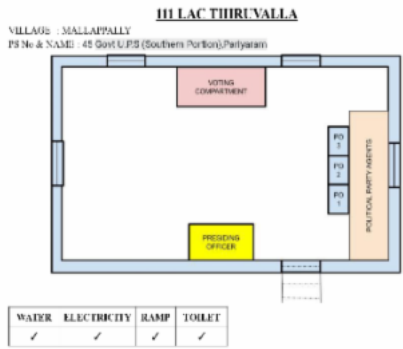 111 LAC THIRUVALLA
VILLAGE : MALLAPPALLY
PS No & NAME : 45 Govt U.P.S (Southern Portion),Pariyaram
VOTING
COMPARTMENT
PO
3
PO
2
PO
1
POLITICAL PARTY AGENTS
PRESIDING
OFFICER
WATER ELECTRICITY RAMP TOILET
✓ ✓ ✓ ✓